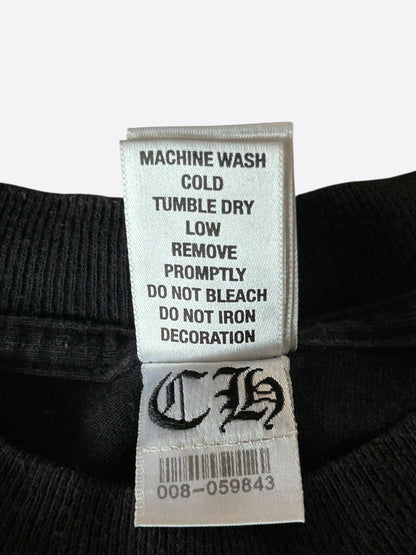 MACHINE WASH
COLD
TUMBLE DRY
LOW
REMOVE
PROMPTLY
DO NOT BLEACH
DO NOT IRON
DECORATION
CH
008-059843